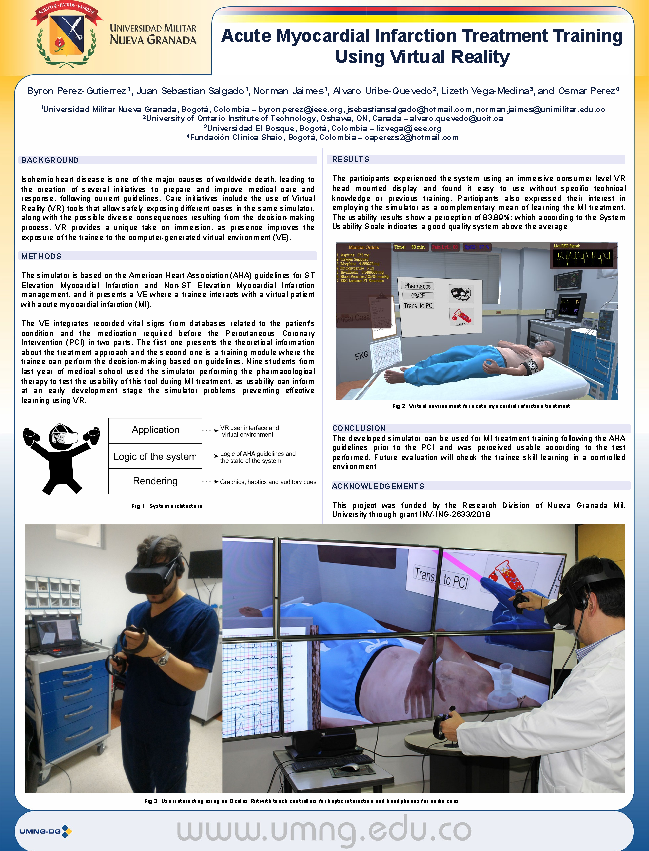 UNIVERSIDAD MILITAR
NUEVA GRANADA
Acute Myocardial Infarction Treatment Training
Using Virtual Reality
Byron Perez-Gutierrez¹, Juan Sebastian Salgado¹, Norman Jaimes¹, Alvaro Uribe-Quevedo², Lizeth Vega-Medina³, and Osmar Perez⁴
¹Universidad Militar Nueva Granada, Bogotá, Colombia – byron.perez@ieee.org, jsebastiansalgado@hotmail.com, norman.jaimes@unimilitar.edu.co
²University of Ontario Institute of Technology, Oshawa, ON, Canada – alvaro.quevedo@uoit.ca
³Universidad El Bosque, Bogotá, Colombia – lizvega@ieee.org
⁴Fundación Clínica Shaio, Bogotá, Colombia – oaperezs2@hotmail.com
BACKGROUND
Ischemic heart disease is one of the major causes of worldwide death, leading to
the creation of several initiatives to prepare and improve medical care and
response, following current guidelines. Care initiatives include the use of Virtual
Reality (VR) tools that allow safely exposing different cases in the same simulator,
along with the possible diverse consequences resulting from the decision-making
process. VR provides a unique take on immersion, as presence improves the
exposure of the trainee to the computer-generated virtual environment (VE).
METHODS
The simulator is based on the American Heart Association (AHA) guidelines for ST
Elevation Myocardial Infarction and Non-ST Elevation Myocardial Infarction
management, and it presents a VE where a trainee interacts with a virtual patient
with acute myocardial infarction (MI).
The VE integrates recorded vital signs from databases related to the patient's
condition and the medication required before the Percutaneous Coronary
Intervention (PCI) in two parts. The first one presents the theoretical information
about the treatment approach and the second one is a training module where the
trainee can perform the decision-making based on guidelines. Nine students from
last year of medical school used the simulator performing the pharmacological
therapy to test the usability of this tool during MI treatment, as usability can inform
at an early development stage the simulator problems preventing effective
learning using VR.
Application
VR user interface and
virtual environment
Logic of the system
Logic of AHA guidelines and
the state of the system
Rendering
Graphics, haptics and auditory cues
Fig 1. System architecture
RESULTS
The participants experienced the system using an immersive consumer level VR
head mounted display and found it easy to use without specific technical
knowledge or previous training. Participants also expressed their interest in
employing the simulator as a complementary mean of learning the MI treatment.
The usability results show a perception of 83.89%; which according to the System
Usability Scale indicates a good quality system above the average
Pharmacos
Transfer to PCI
EKG
Fig 2. Virtual environment for acute myocardial infarction treatment
CONCLUSION
The developed simulator can be used for MI treatment training following the AHA
guidelines prior to the PCI and was perceived usable according to the test
performed. Future evaluation will check the trainee skill learning in a controlled
environment
ACKNOWLEDGEMENTS
This project was funded by the Research Division of Nueva Granada Mil.
University through grant INV-ING-2633/2018
to PCI
Fig 3. User interacting using an Oculus Rift with touch controllers for haptic interaction and headphones for audio cues
UMNG-DG
www.umng.edu.co